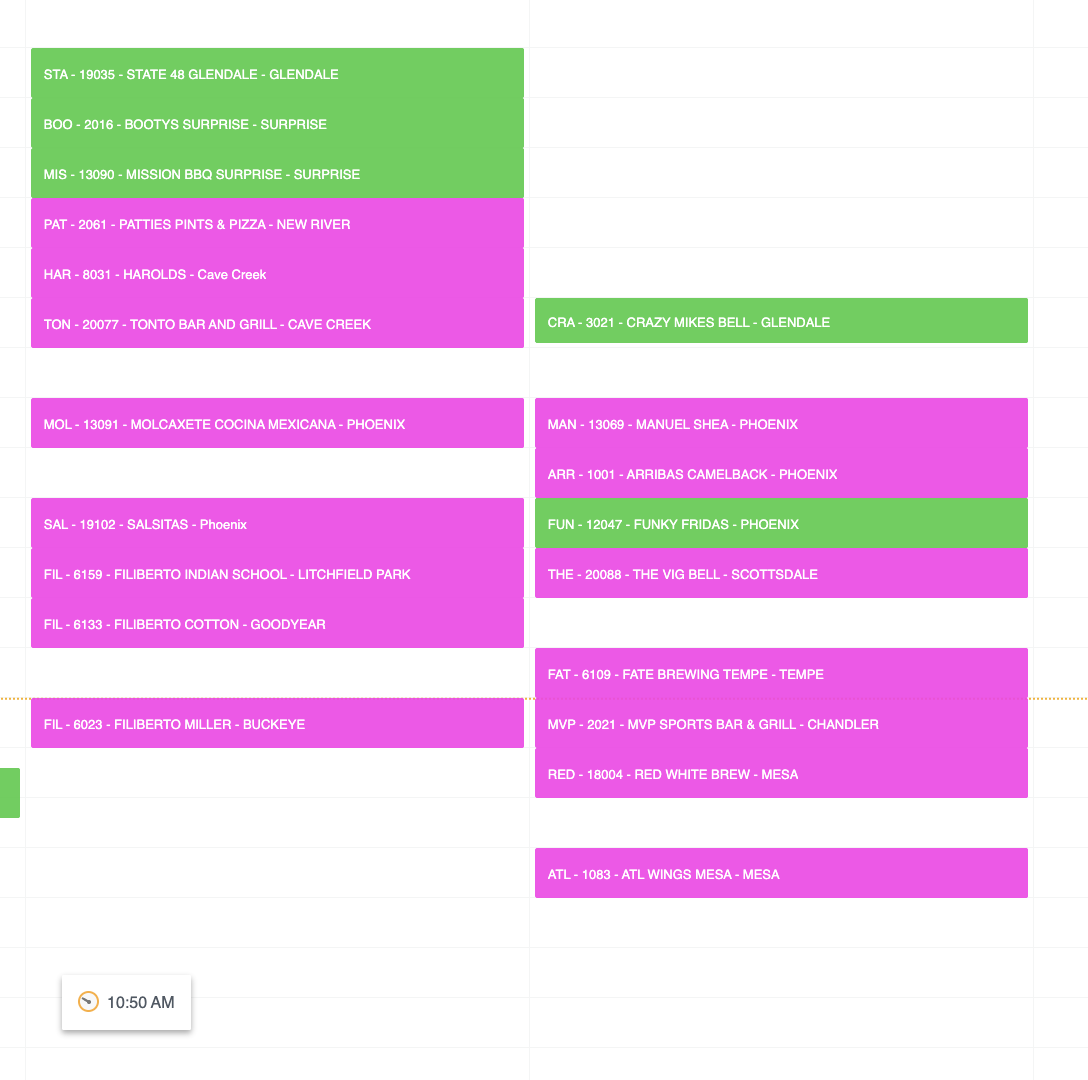 STA - 19035 - STATE 48 GLENDALE - GLENDALE
BOO - 2016 - BOOTYS SURPRISE - SURPRISE
MIS - 13090 - MISSION BBQ SURPRISE - SURPRISE
PAT - 2061 - PATTIES PINTS & PIZZA - NEW RIVER
HAR - 8031 - HAROLDS - Cave Creek
TON - 20077 - TONTO BAR AND GRILL - CAVE CREEK
MOL - 13091 - MOLCAXETE COCINA MEXICANA - PHOENIX
SAL - 19102 - SALSITAS - Phoenix
FIL - 6159 - FILIBERTO INDIAN SCHOOL - LITCHFIELD PARK
FIL - 6133 - FILIBERTO COTTON - GOODYEAR
FIL - 6023 - FILIBERTO MILLER - BUCKEYE
CRA - 3021 - CRAZY MIKES BELL - GLENDALE
MAN - 13069 - MANUEL SHEA - PHOENIX
ARR - 1001 - ARRIBAS CAMELBACK - PHOENIX
FUN - 12047 - FUNKY FRIDAS - PHOENIX
THE - 20088 - THE VIG BELL - SCOTTSDALE
FAT - 6109 - FATE BREWING TEMPE - TEMPE
MVP - 2021 - MVP SPORTS BAR & GRILL - CHANDLER
RED - 18004 - RED WHITE BREW - MESA
ATL - 1083 - ATL WINGS MESA - MESA
10:50 AM